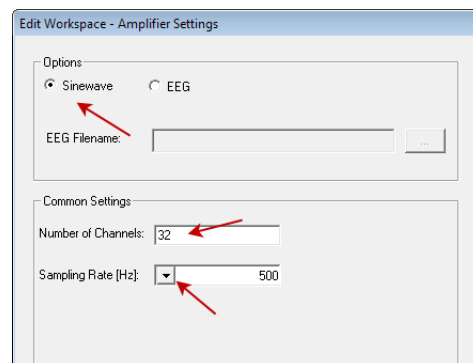 Edit Workspace - Amplifier Settings
Options
Sinewave EEG
EEG Filename: ...
Common Settings
Number of Channels: 32
Sampling Rate [Hz]: 500